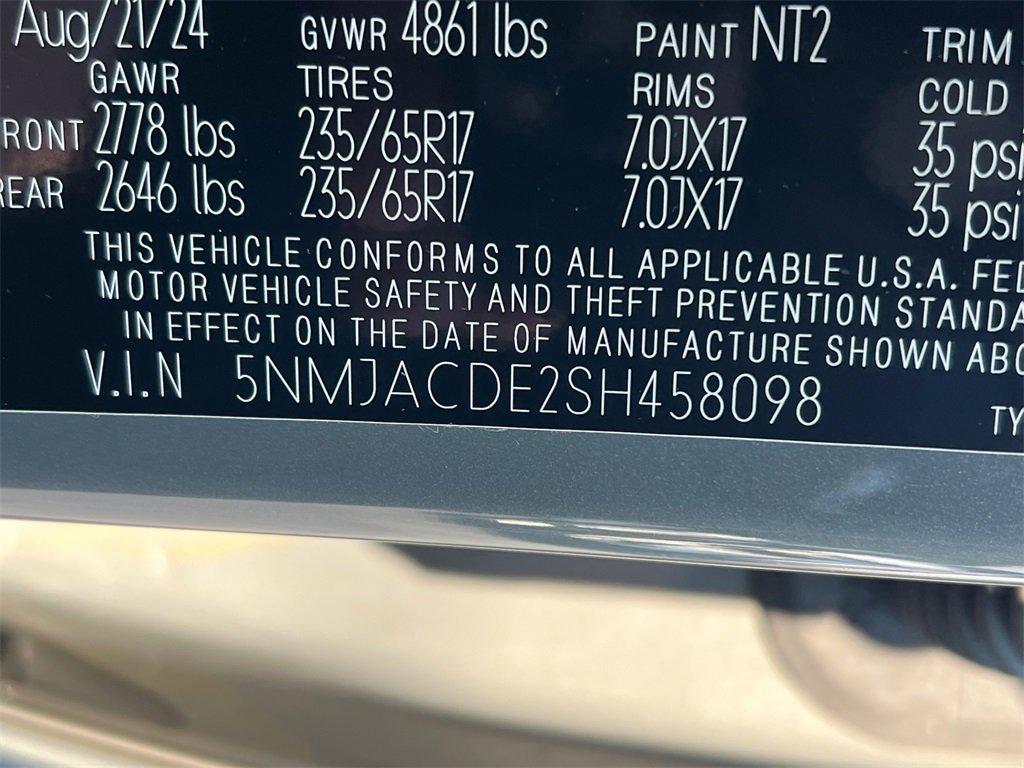 Aug/21/24 GVWR 4861 lbs PAINT NT2 TRIM
GAWR TIRES RIMS COLD
RONT 2778 lbs 235/65R17 7.0JX17 35 psi
REAR 2646 lbs 235/65R17 7.0JX17 35 psi
THIS VEHICLE CONFORMS TO ALL APPLICABLE U.S.A. FED
MOTOR VEHICLE SAFETY AND THEFT PREVENTION STANDA
IN EFFECT ON THE DATE OF MANUFACTURE SHOWN ABO
V.I.N 5NMJACDE2SH458098
TY